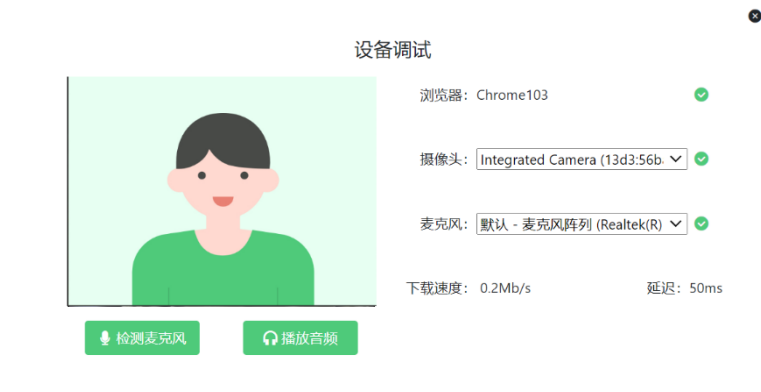 设备调试
浏览器：Chrome103
摄像头：Integrated Camera (13d3:56b
麦克风：默认 - 麦克风阵列 (Realtek(R)
下载速度：0.2Mb/s 延迟：50ms
检测麦克风 播放音频